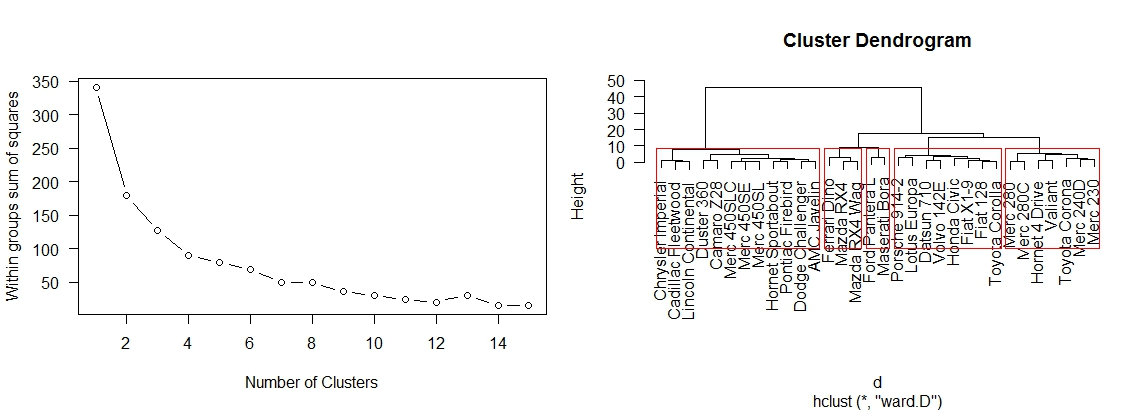 Within groups sum of squares
350
300
250
200
150
100
50
2
4
6
8
10
12
14
Number of Clusters
Cluster Dendrogram
Height
50
40
30
20
10
0
Chrysler Imperial
Cadillac Fleetwood
Lincoln Continental
Duster 360
Camaro Z28
Merc 450SLC
Merc 450SE
Merc 450SL
Hornet Sportabout
Pontiac Firebird
Dodge Challenger
AMC Javelin
Ferrari Dino
Mazda RX4
Mazda RX4 Wag
Ford Pantera L
Maserati Bora
Porsche 914-2
Lotus Europa
Datsun 710
Volvo 142E
Honda Civic
Fiat X1-9
Fiat 128
Toyota Corolla
Merc 280
Merc 280C
Hornet 4 Drive
Valiant
Toyota Corona
Merc 240D
Merc 230
d
hclust (*, "ward.D")